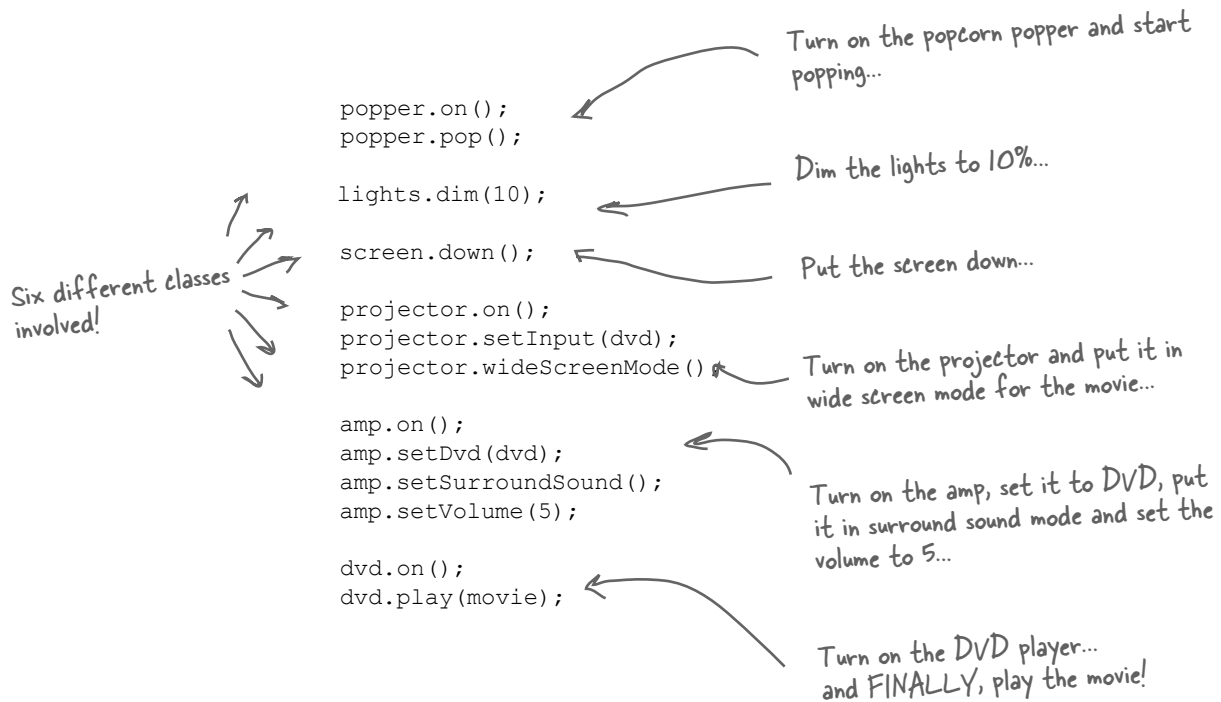 Turn on the popcorn popper and start
popping...
popper.on();
popper.pop();
Dim the lights to 10%...
lights.dim(10);
screen.down();
Put the screen down...
Six different classes
involved!
projector.on();
projector.setInput(dvd);
projector.wideScreenMode();
Turn on the projector and put it in
wide screen mode for the movie...
amp.on();
amp.setDvd(dvd);
amp.setSurroundSound();
amp.setVolume(5);
Turn on the amp, set it to DVD, put
it in surround sound mode and set the
volume to 5...
dvd.on();
dvd.play(movie);
Turn on the DVD player...
and FINALLY, play the movie!